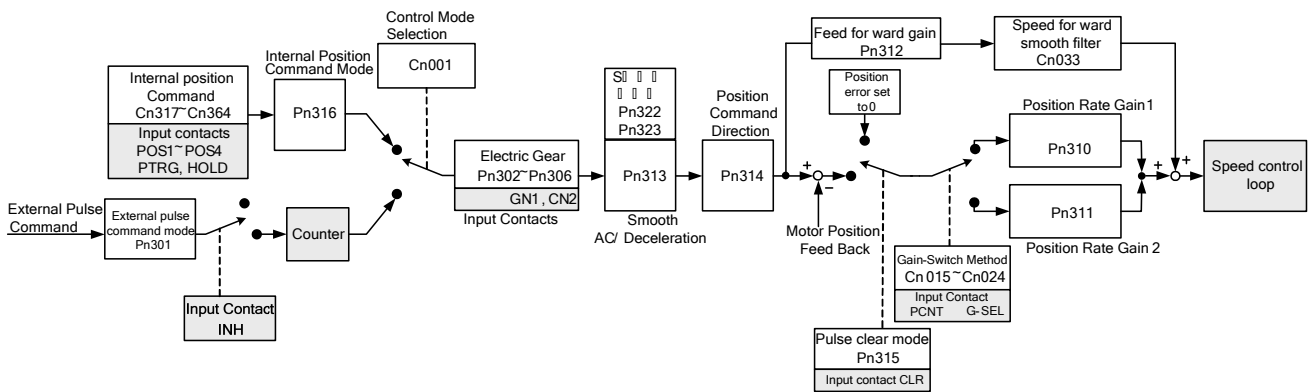 Control Mode
Selection
Cn001
Internal Position
Command Mode
Pn316
Internal position
Command
Cn317~Cn364
Input contacts
POS1~POS4
PTRG, HOLD
External Pulse
Command
External pulse
command mode
Pn301
Input Contact
INH
Counter
Electric Gear
Pn302~Pn306
GN1 , CN2
Input Contacts
Pn322
Pn323
Pn313
Smooth
AC/ Deceleration
Position
Command
Direction
Pn314
Feed for ward gain
Pn312
Speed for ward
smooth filter
Cn033
Position
error set
to 0
+
−
Motor Position
Feed Back
Pulse clear mode
Pn315
Input contact CLR
Gain-Switch Method
Cn 015~Cn024
Input Contact
PCNT G-SEL
Position Rate Gain 1
Pn310
Pn311
Position Rate Gain 2
+
+
Speed control
loop